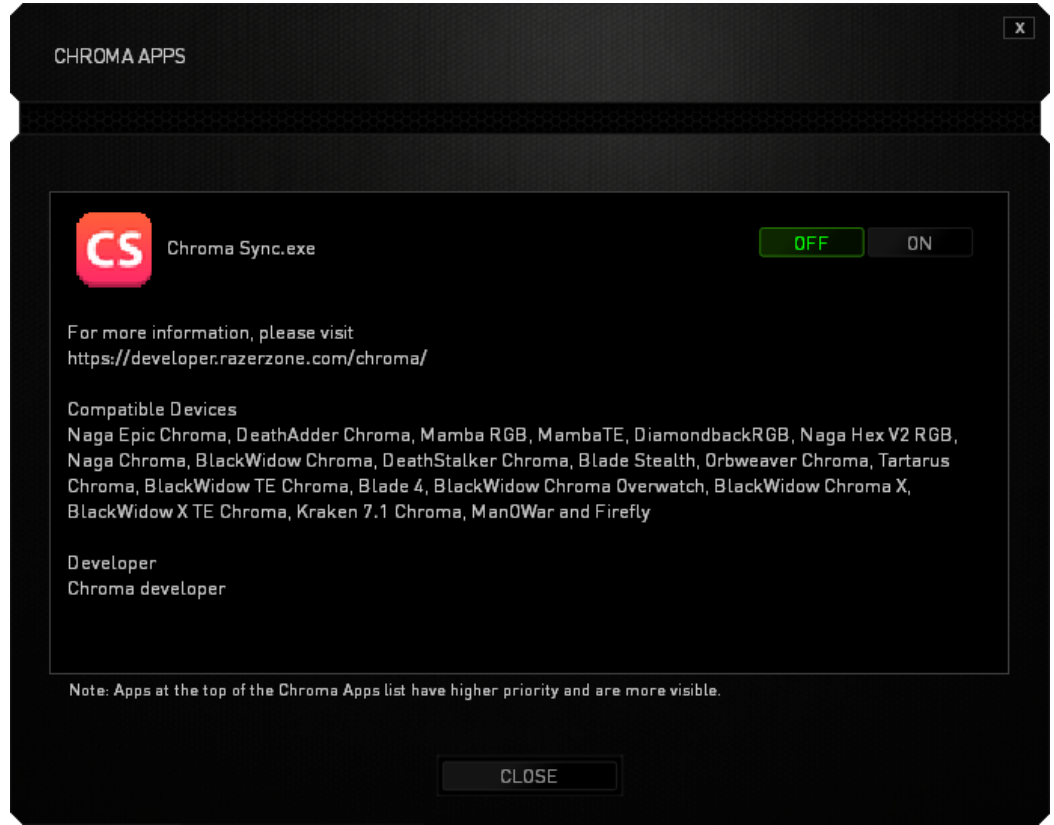 X
CHROMA APPS
CS
Chroma Sync.exe
OFF
ON
For more information, please visit
https://developer.razerzone.com/chroma/
Compatible Devices
Naga Epic Chroma, DeathAdder Chroma, Mamba RGB, MambaTE, DiamondbackRGB, Naga Hex V2 RGB,
Naga Chroma, BlackWidow Chroma, DeathStalker Chroma, Blade Stealth, Orbweaver Chroma, Tartarus
Chroma, BlackWidow TE Chroma, Blade 4, BlackWidow Chroma Overwatch, BlackWidow Chroma X,
BlackWidow X TE Chroma, Kraken 7.1 Chroma, ManOWar and Firefly
Developer
Chroma developer
Note: Apps at the top of the Chroma Apps list have higher priority and are more visible.
CLOSE